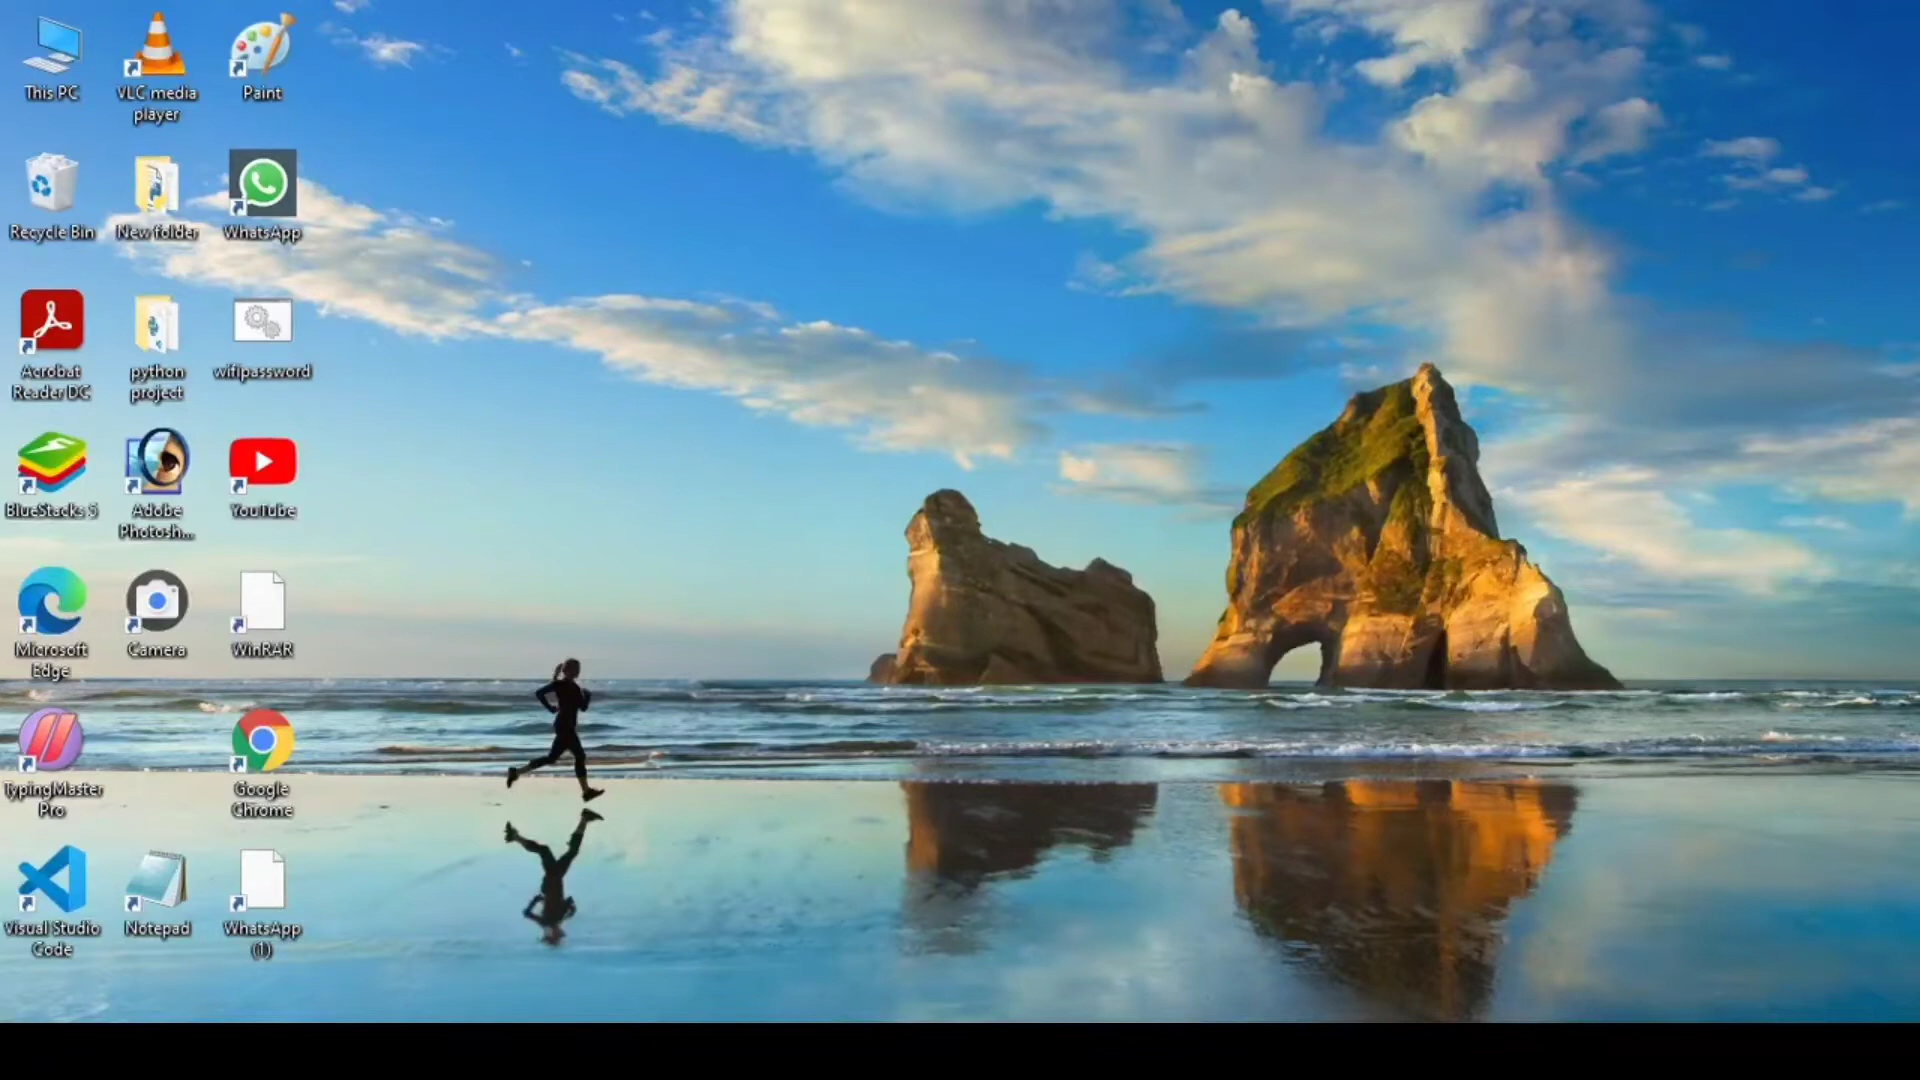 This PC
VLC media
player
Paint
Recycle Bin
New folder
WhatsApp
Acrobat
Reader DC
python
project
wifipassword
BlueStacks 5
Adobe
Photosh...
YouTube
Microsoft
Edge
Camera
WinRAR
TypingMaster
Pro
Google
Chrome
Visual Studio
Code
Notepad
WhatsApp
(1)